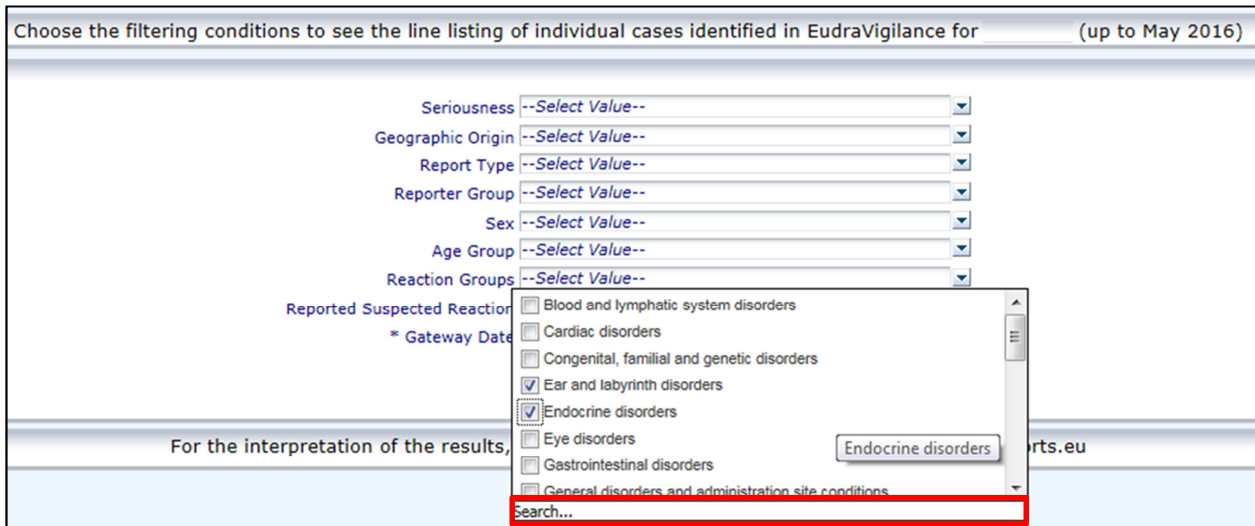 Choose the filtering conditions to see the line listing of individual cases identified in EudraVigilance for (up to May 2016)
Seriousness --Select Value--
Geographic Origin --Select Value--
Report Type --Select Value--
Reporter Group --Select Value--
Sex --Select Value--
Age Group --Select Value--
Reaction Groups --Select Value--
Reported Suspected Reaction
* Gateway Date
Blood and lymphatic system disorders
Cardiac disorders
Congenital, familial and genetic disorders
Ear and labyrinth disorders
Endocrine disorders
Eye disorders
Gastrointestinal disorders
General disorders and administration site conditions
Search...
Endocrine disorders
For the interpretation of the results, rts.eu